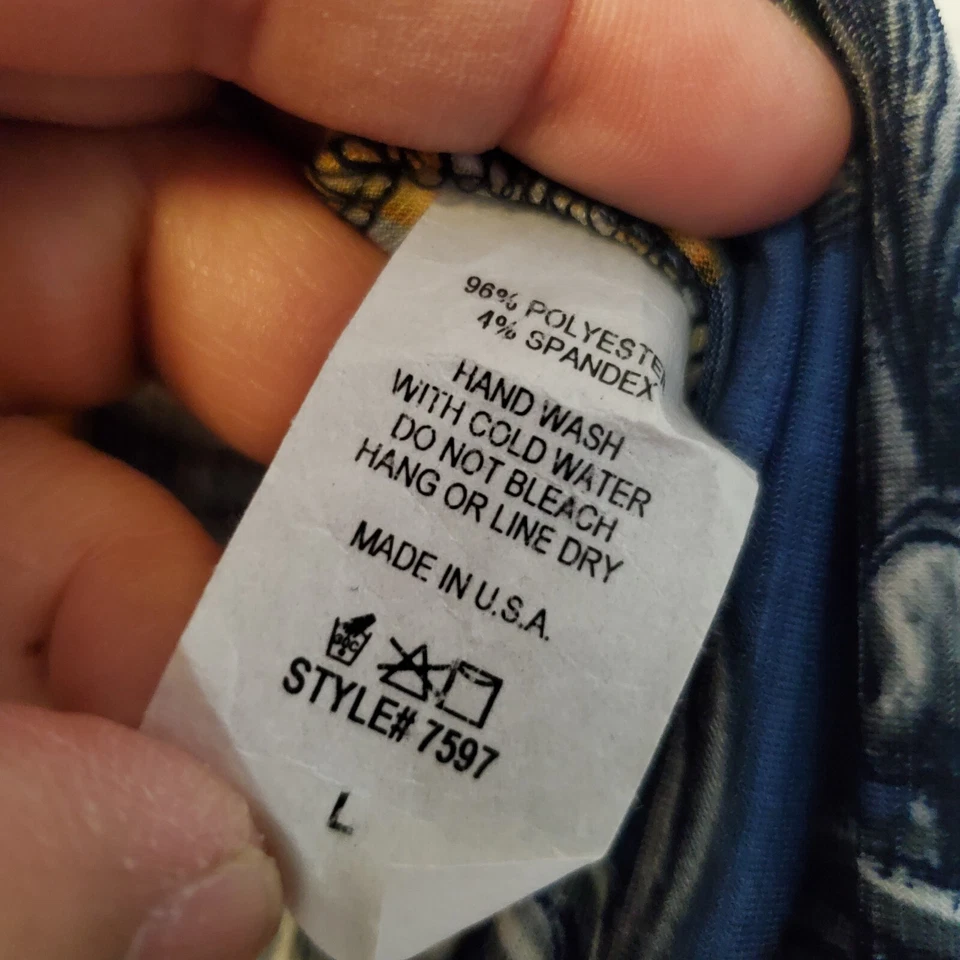 96% POLYESTER
4% SPANDEX
HAND WASH
WITH COLD WATER
DO NOT BLEACH
HANG OR LINE DRY
MADE IN U.S.A.
STYLE# 7597
L